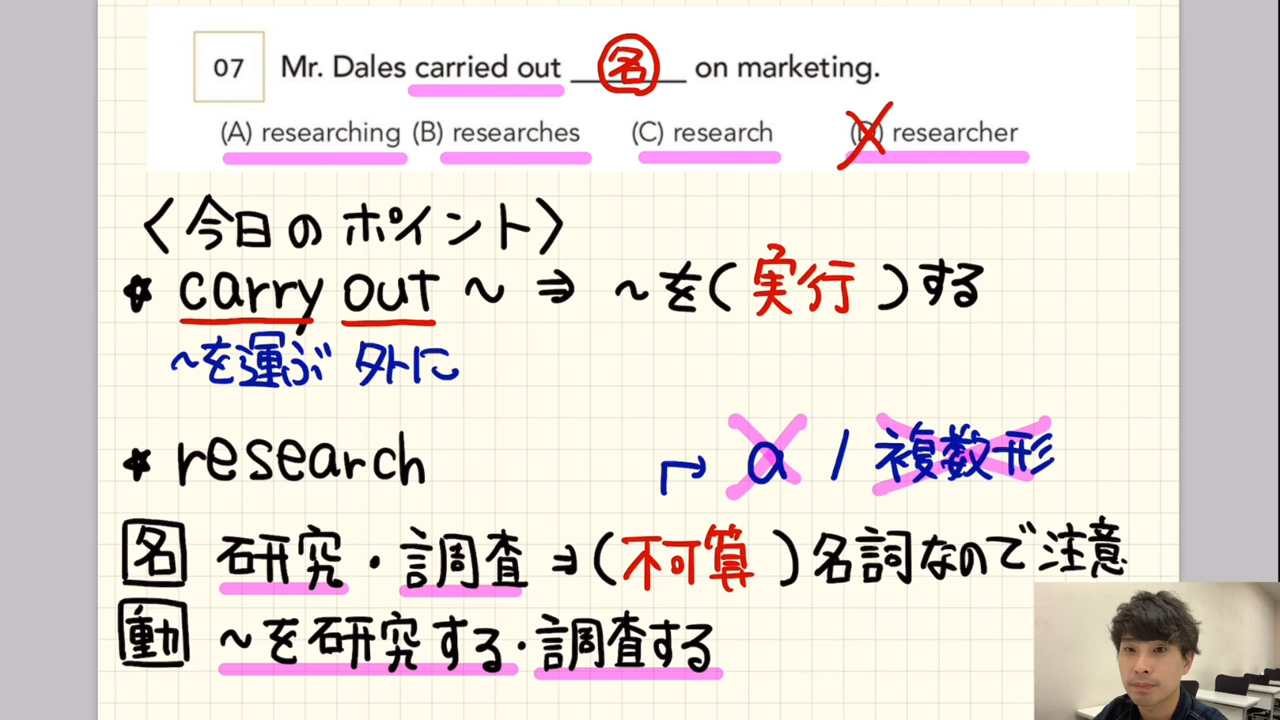 07 Mr. Dales carried out 名 on marketing.
(A) researching (B) researches (C) research (D) researcher
〈今日のポイント〉
* carry out ～ ⇒ ～を(実行)する
～を運ぶ 外に
* research
a / 複数形
名 研究・調査 ⇒(不可算)名詞なので注意
動 ～を研究する・調査する